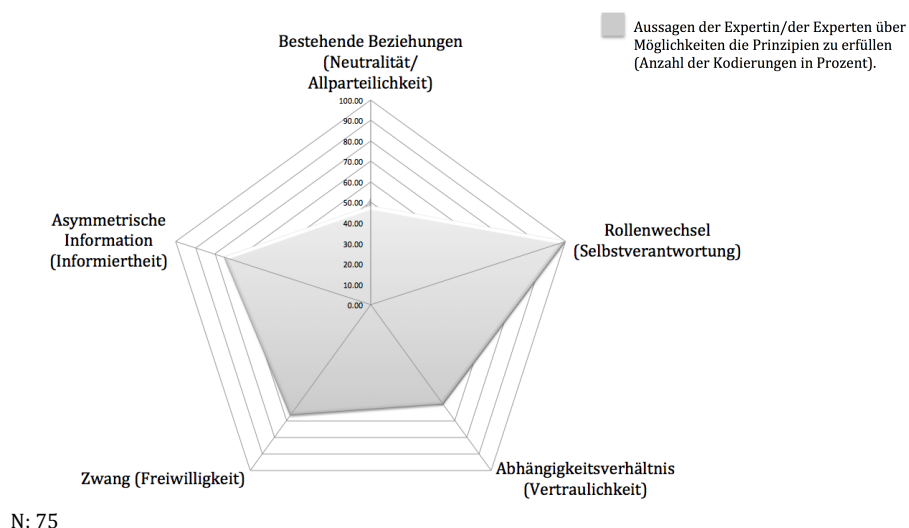 Aussagen der Expertin/der Experten über
Möglichkeiten die Prinzipien zu erfüllen
(Anzahl der Kodierungen in Prozent).
Bestehende Beziehungen
(Neutralität/
Allparteilichkeit)
100.00
90.00
80.00
70.00
60.00
50.00
40.00
30.00
20.00
10.00
0.00
Rollenwechsel
(Selbstverantwortung)
Asymmetrische
Information
(Informiertheit)
Zwang (Freiwilligkeit)
Abhängigkeitsverhältnis
(Vertraulichkeit)
N: 75